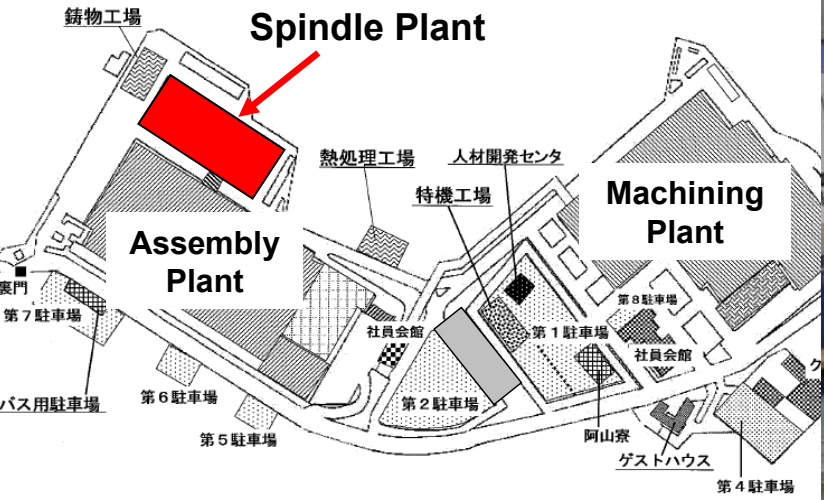 鋳物工場
Spindle Plant
熱処理工場
人材開発センタ
特機工場
Machining
Plant
Assembly
Plant
裏門
第7駐車場
社員会館
第1駐車場
第8駐車場
社員会館
バス用駐車場
第6駐車場
第2駐車場
第5駐車場
阿山寮
ゲストハウス
第4駐車場
ク